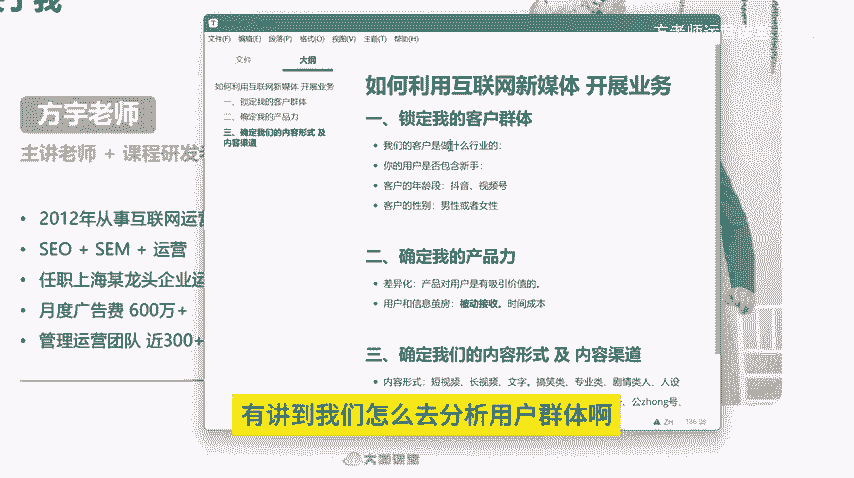 方宇老师
主讲老师 + 课程研发
• 2012年从事互联网运营
• SEO + SEM + 运营
• 任职上海某龙头企业运
• 月度广告费 600万+
• 管理运营团队 近300+
文件(F) 编辑(E) 段落(P) 格式(O) 视图(V) 主题(T) 帮助(H)
文件 大纲
如何利用互联网新媒体 开展业务
一、锁定我的客户群体
二、确定我的产品力
三、确定我们的内容形式 及
内容渠道
如何利用互联网新媒体 开展业务
一、锁定我的客户群体
• 我们的客户是做什么行业的:
• 你的用户是否包含新手:
• 客户的年龄段: 抖音、视频号
• 客户的性别: 男性或者女性
二、确定我的产品力
• 差异化: 产品对用户是有吸引价值的。
• 用户和信息茧房: 被动接收。时间成本
三、确定我们的内容形式 及 内容渠道
• 内容形式: 短视频、长视频、文字。搞笑类、专业类、剧情类人、人设
、公zhong号、
ZH
有讲到我们怎么去分析用户群体啊